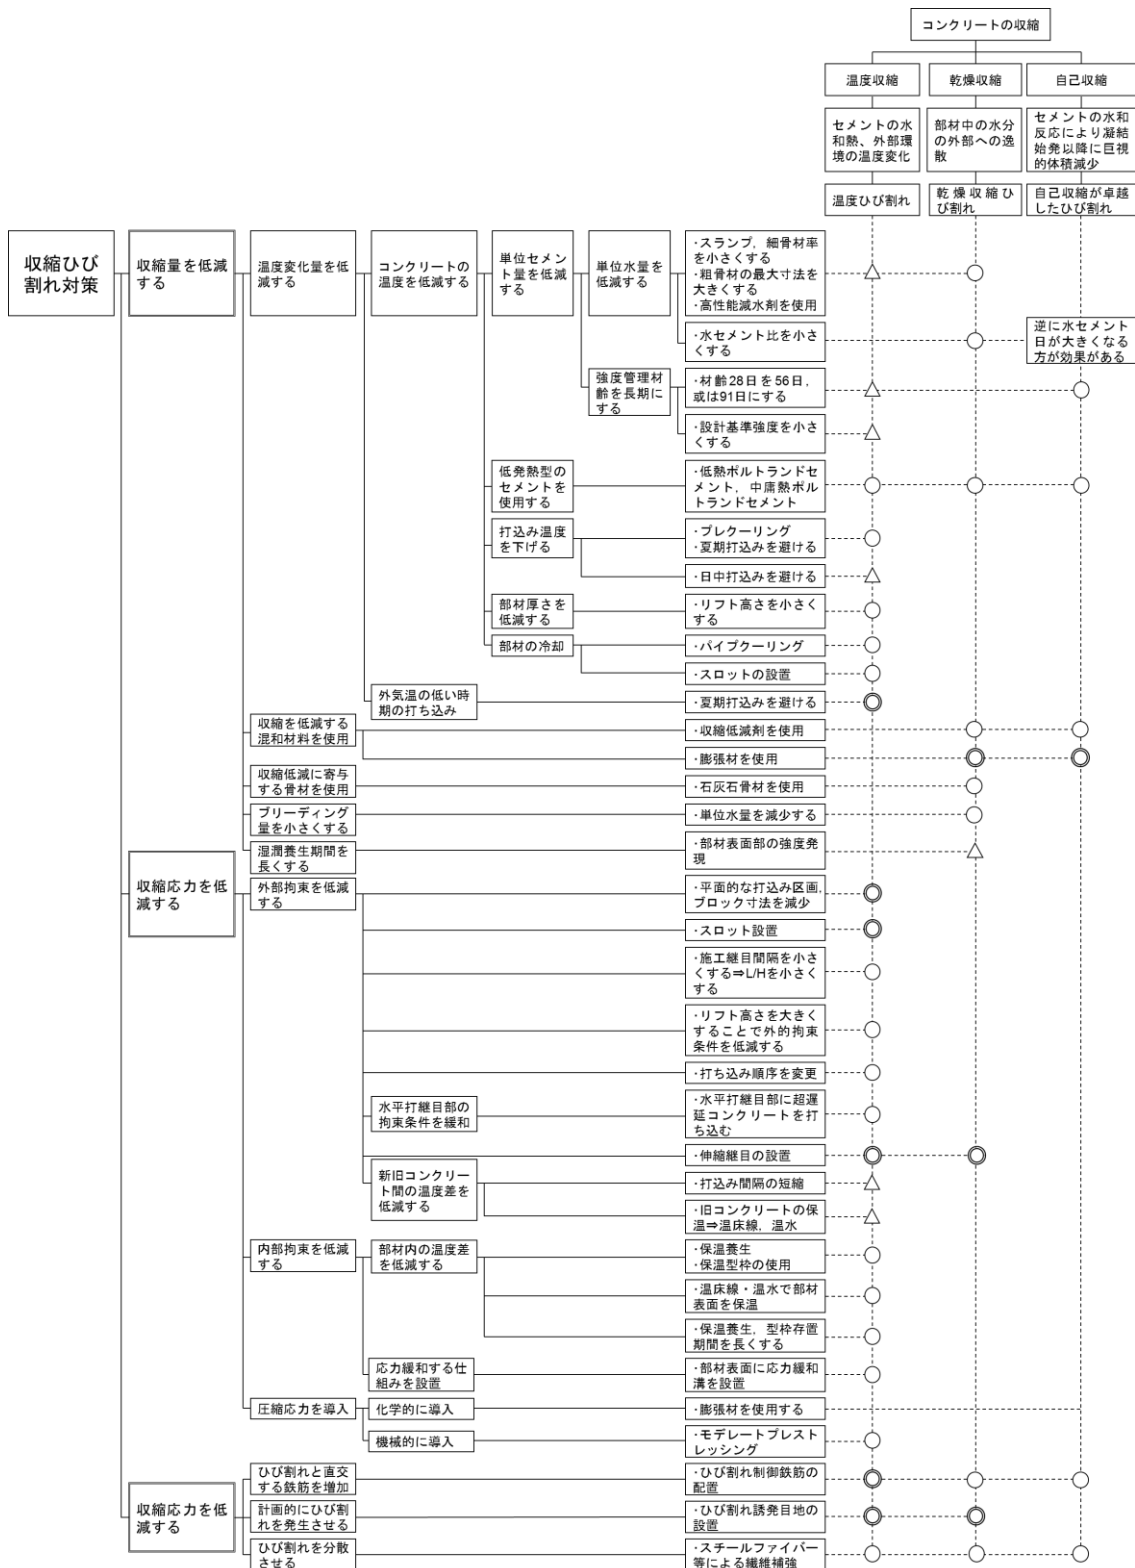 コンクリートの収縮
温度収縮
乾燥収縮
自己収縮
セメントの水
和熱、外部環
境の温度変化
部材中の水分
の外部への逸
散
セメントの水和
反応により凝結
始発以降に巨視
的体積減少
温度ひび割れ
乾燥収縮ひ
び割れ
自己収縮が卓越
したひび割れ
収縮ひび
割れ対策
収縮量を低減
する
温度変化量を低
減する
コンクリートの
温度を低減する
単位セメン
ト量を低減
する
単位水量を
低減する
・スランプ，細骨材率
を小さくする
・粗骨材の最大寸法を
大きくする
・高性能減水剤を使用
△
○
・水セメント比を小さ
くする
○
逆に水セメント
日が大きくなる
方が効果がある
強度管理材
齢を長期に
する
・材齢28日を56日，
或は91日にする
△
○
・設計基準強度を小さ
くする
△
低発熱型の
セメントを
使用する
・低熱ポルトランドセ
メント，中庸熱ポル
トランドセメント
○
○
○
打込み温度
を下げる
・プレクーリング
・夏期打込みを避ける
○
・日中打込みを避ける
△
部材厚さを
低減する
・リフト高さを小さく
する
○
部材の冷却
・パイプクーリング
○
・スロットの設置
○
外気温の低い時
期の打ち込み
・夏期打込みを避ける
◎
収縮を低減する
混和材料を使用
・収縮低減剤を使用
○
○
・膨張材を使用
◎
◎
収縮低減に寄与
する骨材を使用
・石灰石骨材を使用
○
ブリーディング
量を小さくする
・単位水量を減少する
○
湿潤養生期間を
長くする
・部材表面部の強度発
現
△
収縮応力を低
減する
外部拘束を低減
する
・平面的な打込み区画，
ブロック寸法を減少
◎
・スロット設置
◎
・施工継目間隔を小さ
くする⇒L/Hを小さく
する
○
・リフト高さを大きく
することで外的拘束
条件を低減する
○
・打ち込み順序を変更
○
水平打継目部の
拘束条件を緩和
・水平打継目部に超遅
延コンクリートを打
ち込む
○
・伸縮継目の設置
◎
◎
新旧コンクリー
ト間の温度差を
低減する
・打込み間隔の短縮
△
・旧コンクリートの保
温⇒温床線，温水
△
内部拘束を低減
する
部材内の温度差
を低減する
・保温養生
・保温型枠の使用
○
・温床線・温水で部材
表面を保温
○
・保温養生，型枠存置
期間を長くする
○
応力緩和する仕
組みを設置
・部材表面に応力緩和
溝を設置
○
圧縮応力を導入
化学的に導入
・膨張材を使用する
機械的に導入
・モデレートプレスト
レッシング
○
収縮応力を低
減する
ひび割れと直交
する鉄筋を増加
・ひび割れ制御鉄筋の
配置
◎
○
○
計画的にひび割
れを発生させる
・ひび割れ誘発目地の
設置
◎
◎
ひび割れを分散
させる
・スチールファイバー
等による繊維補強
○
○
○